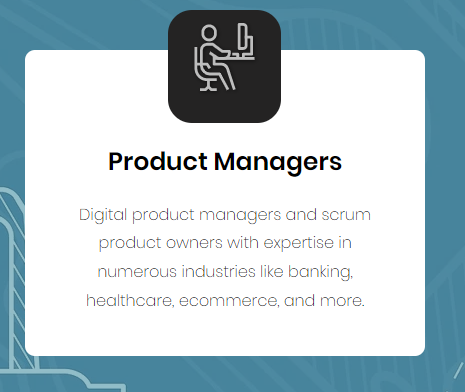 Product Managers
Digital product managers and scrum
product owners with expertise in
numerous industries like banking,
healthcare, ecommerce, and more.